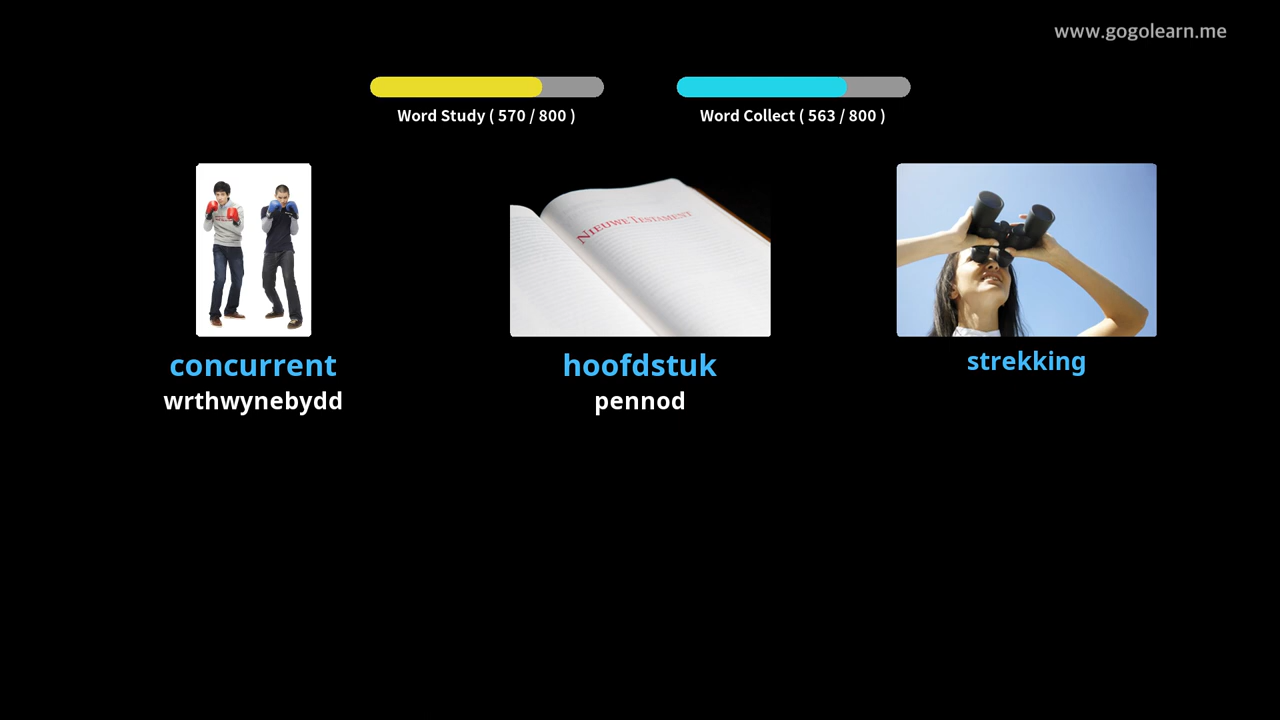 www.gogolearn.me
Word Study ( 570 / 800 )
Word Collect ( 563 / 800 )
NIEUWE TESTAMENT
concurrent
wrthwynebydd
hoofdstuk
pennod
strekking